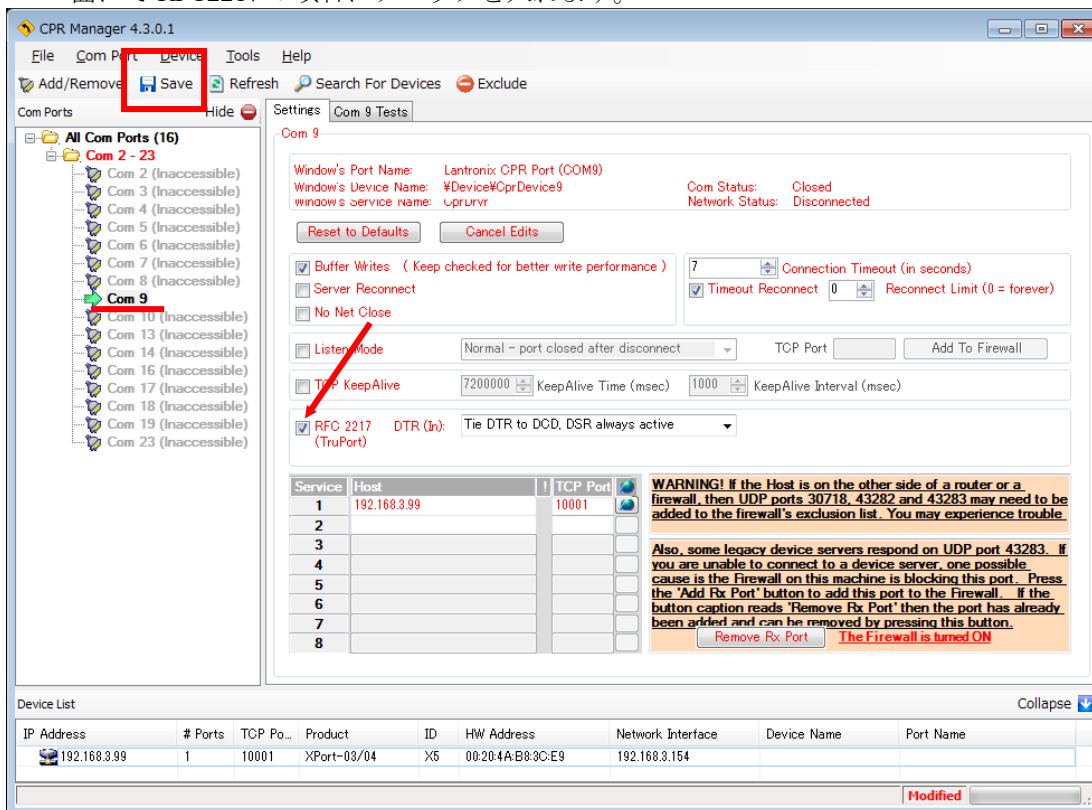 CPR Manager 4.3.0.1
File Com Port Device Tools Help
Add/Remove Save Refresh Search For Devices Exclude
Com Ports Hide
All Com Ports (16)
Com 2 - 23
Com 2 (Inaccessible)
Com 3 (Inaccessible)
Com 4 (Inaccessible)
Com 5 (Inaccessible)
Com 6 (Inaccessible)
Com 7 (Inaccessible)
Com 8 (Inaccessible)
Com 9
Com 10 (Inaccessible)
Com 13 (Inaccessible)
Com 14 (Inaccessible)
Com 16 (Inaccessible)
Com 17 (Inaccessible)
Com 18 (Inaccessible)
Com 19 (Inaccessible)
Com 23 (Inaccessible)
Settings Com 9 Tests
Com 9
Window's Port Name: Lantronix CPR Port (COM9)
Window's Device Name: ¥Device¥CprDevice9 Com Status: Closed
Window's Service Name: CprDrvr Network Status: Disconnected
Reset to Defaults Cancel Edits
Buffer Writes ( Keep checked for better write performance ) 7 Connection Timeout (in seconds)
Server Reconnect Timeout Reconnect 0 Reconnect Limit (0 = forever)
No Net Close
Listen Mode Normal - port closed after disconnect TCP Port Add To Firewall
TCP KeepAlive 7200000 KeepAlive Time (msec) 1000 KeepAlive Interval (msec)
RFC 2217 DTR (In): Tie DTR to DCD, DSR always active
(TruPort)
Service Host ! TCP Port
1 192.168.3.99 10001
2
3
4
5
6
7
8
WARNING! If the Host is on the other side of a router or a
firewall, then UDP ports 30718, 43282 and 43283 may need to be
added to the firewall's exclusion list. You may experience trouble
Also, some legacy device servers respond on UDP port 43283. If
you are unable to connect to a device server, one possible
cause is the Firewall on this machine is blocking this port. Press
the 'Add Rx Port' button to add this port to the Firewall. If the
button caption reads 'Remove Rx Port' then the port has already
been added and can be removed by pressing this button.
Remove Rx Port The Firewall is turned ON
Device List Collapse
IP Address # Ports TCP Po... Product ID HW Address Network Interface Device Name Port Name
192.168.3.99 1 10001 XPort-03/04 X5 00:20:4A:B8:3C:E9 192.168.3.154
Modified